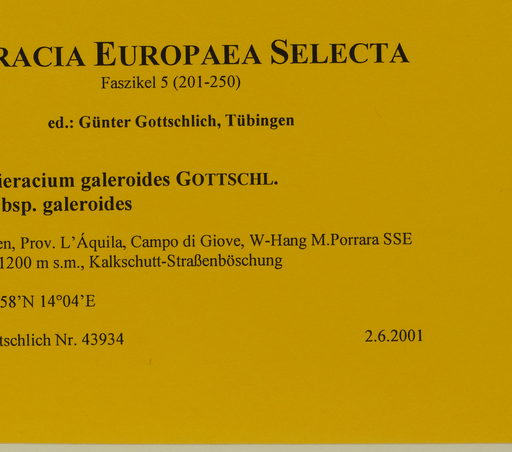 RACIA EUROPAEA SELECTA
Faszikel 5 (201-250)
ed.: Günter Gottschlich, Tübingen
ieracium galeroides GOTTSCHL.
bsp. galeroides
en, Prov. L'Áquila, Campo di Giove, W-Hang M.Porrara SSE
1200 m s.m., Kalkschutt-Straßenböschung
58'N 14°04'E
tschlich Nr. 43934 2.6.2001